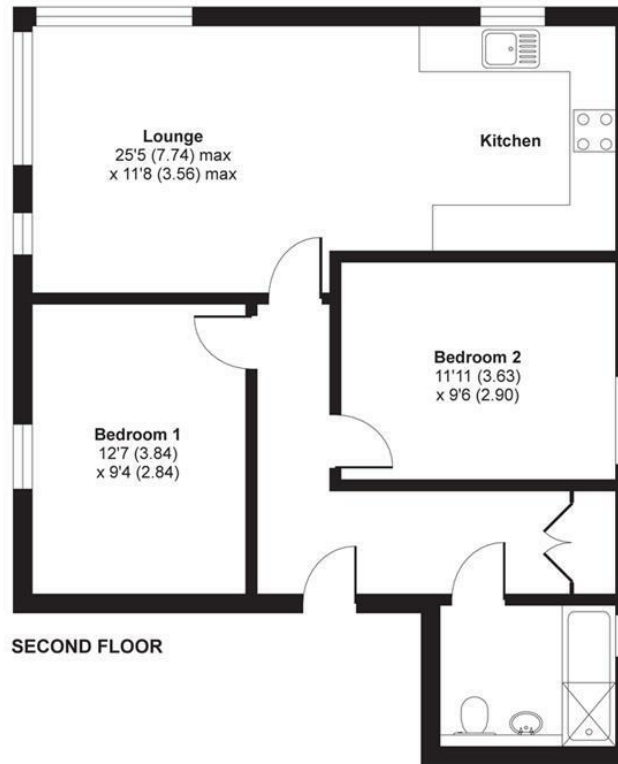 Lounge
25'5 (7.74) max
x 11'8 (3.56) max
Kitchen
Bedroom 2
11'11 (3.63)
x 9'6 (2.90)
Bedroom 1
12'7 (3.84)
x 9'4 (2.84)
SECOND FLOOR